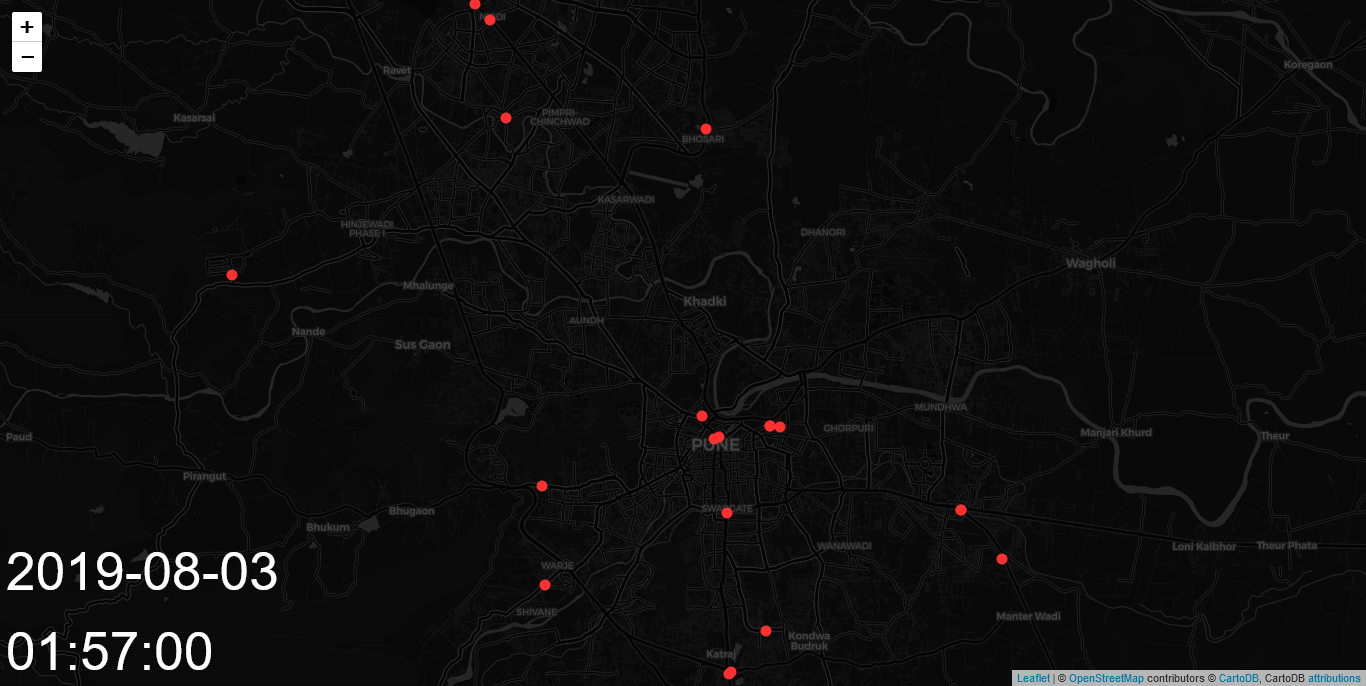 +
−
NIGDI
Ravet
Koregaon
Kasarsai
PIMPRI-
CHINCHWAD
BHOSARI
KASARWADI
HINJEWADI
PHASE I
DHANORI
Wagholi
Mhalunge
Khadki
AUNDH
Nande
Sus Gaon
MUNDHWA
Paud
PUNE
GHORPURI
Manjari Khurd
Theur
Pirangut
Bhugaon
SWARGATE
Bhukum
WANAWADI
Loni Kalbhor
Theur Phata
WARJE
2019-08-03
SHIVANE
Manter Wadi
Kondwa
Budruk
01:57:00
Katraj
Leaflet | © OpenStreetMap contributors © CartoDB, CartoDB attributions